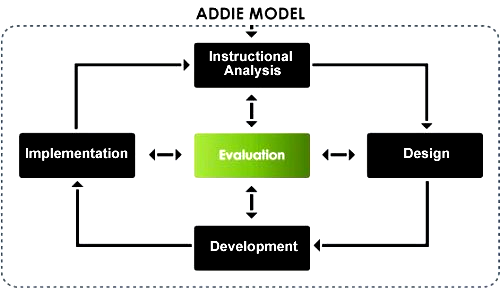 ADDIE MODEL
Instructional
Analysis
Implementation
Evaluation
Design
Development